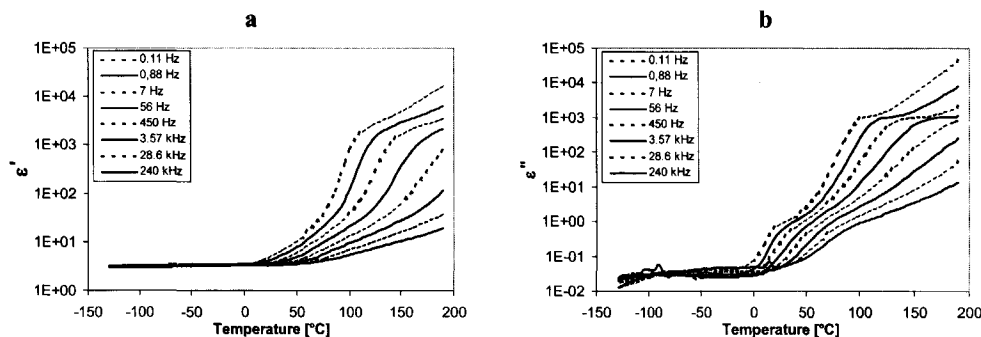 a
1E+05
1E+04
1E+03
1E+02
1E+01
1E+00
ε'
0.11 Hz
0,88 Hz
7 Hz
56 Hz
450 Hz
3.57 kHz
28.6 kHz
240 kHz
-150 -100 -50 0 50 100 150 200
Temperature [°C]
b
1E+05
1E+04
1E+03
1E+02
1E+01
1E+00
1E-01
1E-02
ε"
0.11 Hz
0,88 Hz
7 Hz
56 Hz
450 Hz
3.57 kHz
28.6 kHz
240 kHz
-150 -100 -50 0 50 100 150 200
Temperature [°C]